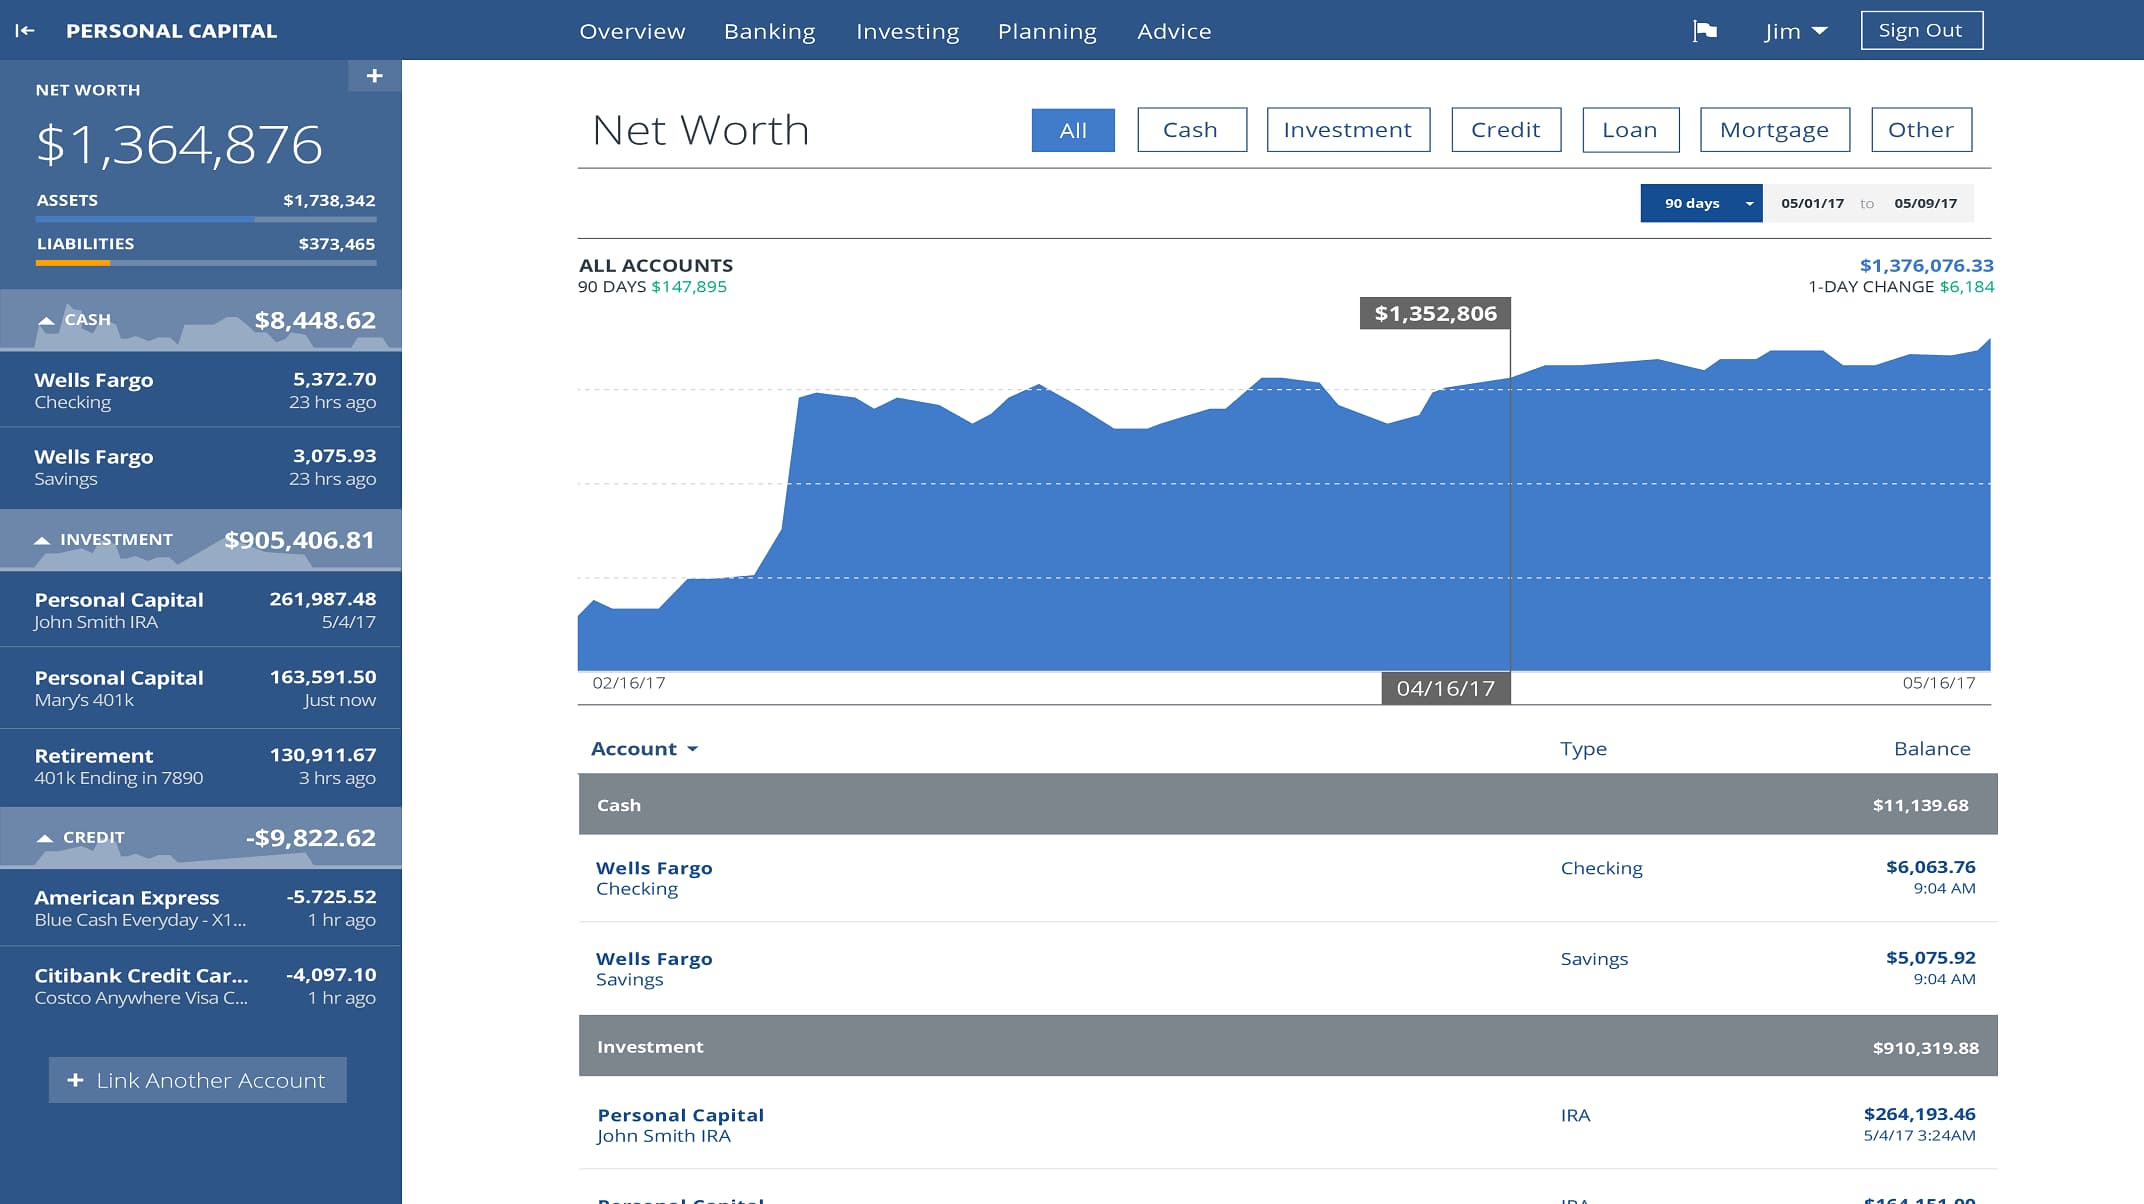 PERSONAL CAPITAL
Overview Banking Investing Planning Advice
Jim
Sign Out
+
NET WORTH
$1,364,876
ASSETS $1,738,342
LIABILITIES $373,465
CASH $8,448.62
Wells Fargo 5,372.70
Checking 23 hrs ago
Wells Fargo 3,075.93
Savings 23 hrs ago
INVESTMENT $905,406.81
Personal Capital 261,987.48
John Smith IRA 5/4/17
Personal Capital 163,591.50
Mary’s 401k Just now
Retirement 130,911.67
401k Ending in 7890 3 hrs ago
CREDIT -$9,822.62
American Express -5.725.52
Blue Cash Everyday - X1... 1 hr ago
Citibank Credit Car... -4,097.10
Costco Anywhere Visa C... 1 hr ago
+ Link Another Account
Net Worth
All Cash Investment Credit Loan Mortgage Other
90 days 05/01/17 to 05/09/17
ALL ACCOUNTS $1,376,076.33
90 DAYS $147,895 1-DAY CHANGE $6,184
$1,352,806
02/16/17 04/16/17 05/16/17
Account Type Balance
Cash $11,139.68
Wells Fargo Checking $6,063.76
Checking 9:04 AM
Wells Fargo Savings $5,075.92
Savings 9:04 AM
Investment $910,319.88
Personal Capital IRA $264,193.46
John Smith IRA 5/4/17 3:24AM